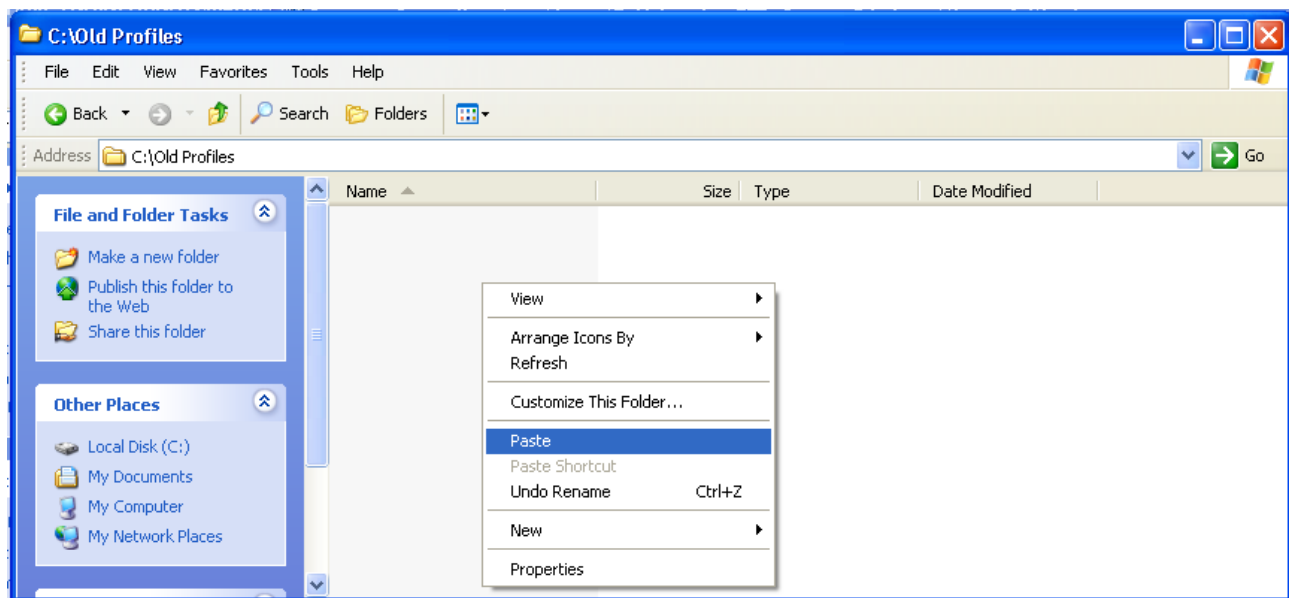 C:\Old Profiles
File Edit View Favorites Tools Help
Back Search Folders
Address C:\Old Profiles Go
Name Size Type Date Modified
File and Folder Tasks
Make a new folder
Publish this folder to
the Web
Share this folder
Other Places
Local Disk (C:)
My Documents
My Computer
My Network Places
View
Arrange Icons By
Refresh
Customize This Folder...
Paste
Paste Shortcut
Undo Rename Ctrl+Z
New
Properties